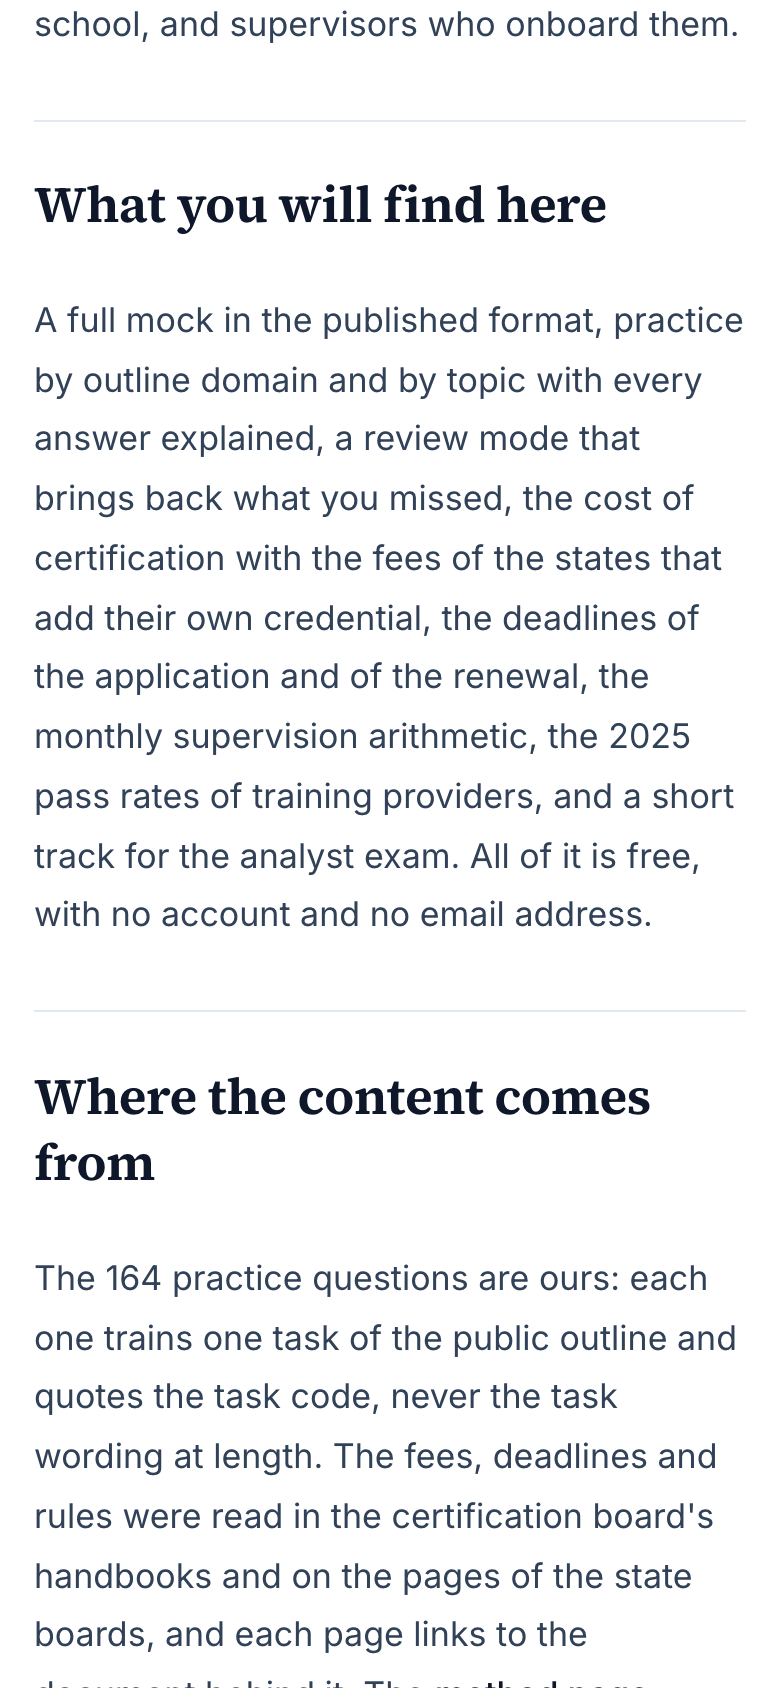 school, and supervisors who onboard them.
What you will find here
A full mock in the published format, practice
by outline domain and by topic with every
answer explained, a review mode that
brings back what you missed, the cost of
certification with the fees of the states that
add their own credential, the deadlines of
the application and of the renewal, the
monthly supervision arithmetic, the 2025
pass rates of training providers, and a short
track for the analyst exam. All of it is free,
with no account and no email address.
Where the content comes
from
The 164 practice questions are ours: each
one trains one task of the public outline and
quotes the task code, never the task
wording at length. The fees, deadlines and
rules were read in the certification board's
handbooks and on the pages of the state
boards, and each page links to the
document behind it. The method page